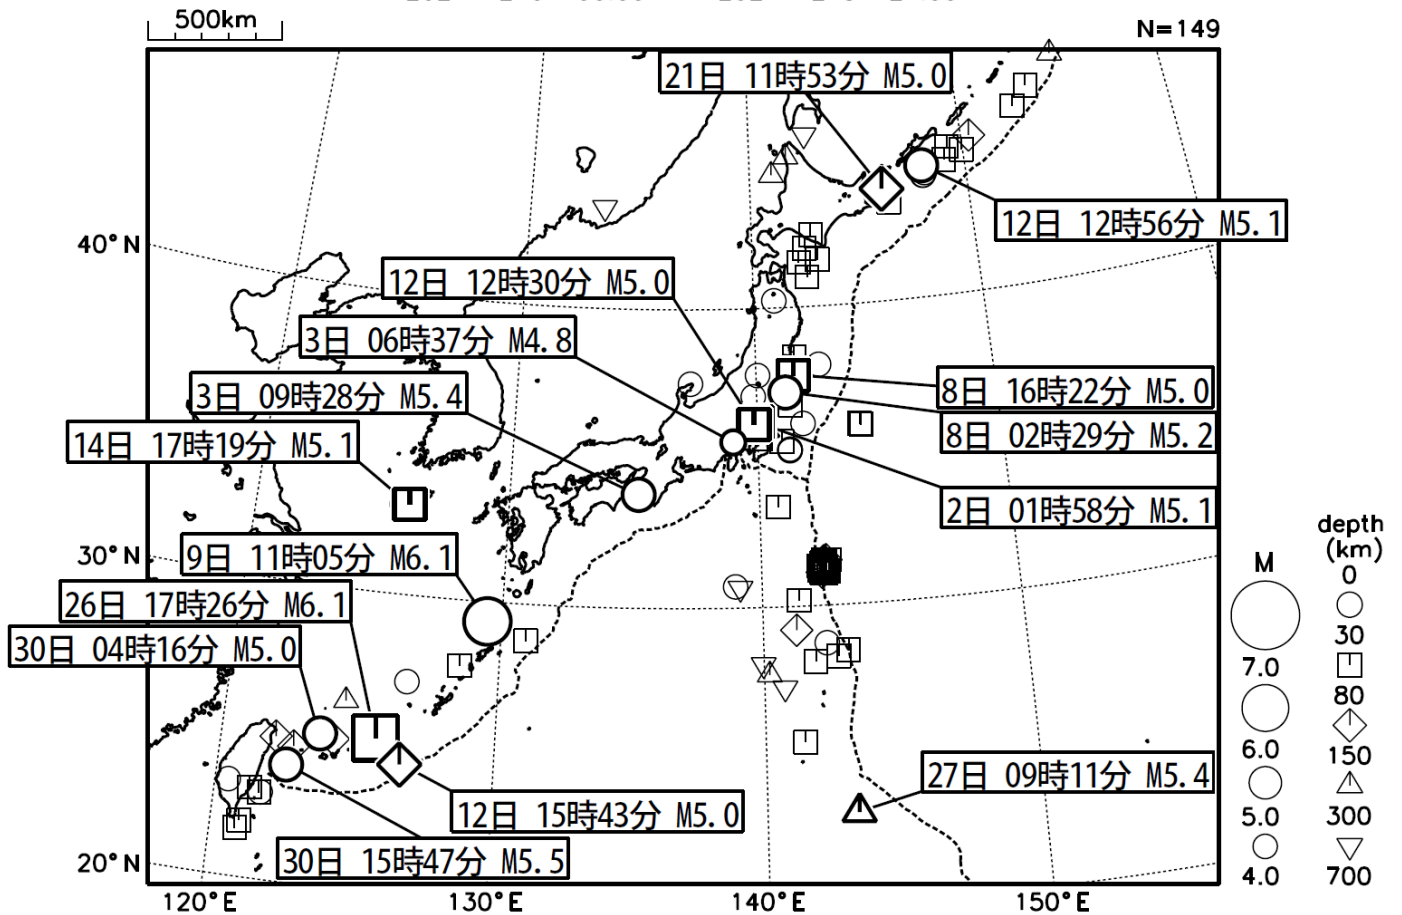 500km
N=149
21日 11時53分 M5.0
12日 12時56分 M5.1
40°N
12日 12時30分 M5.0
3日 06時37分 M4.8
3日 09時28分 M5.4
8日 16時22分 M5.0
8日 02時29分 M5.2
14日 17時19分 M5.1
2日 01時58分 M5.1
30°N
9日 11時05分 M6.1
26日 17時26分 M6.1
30日 04時16分 M5.0
27日 09時11分 M5.4
12日 15時43分 M5.0
30日 15時47分 M5.5
20°N
120°E
130°E
140°E
150°E
M
7.0
6.0
5.0
4.0
depth
(km)
0
30
80
150
300
700